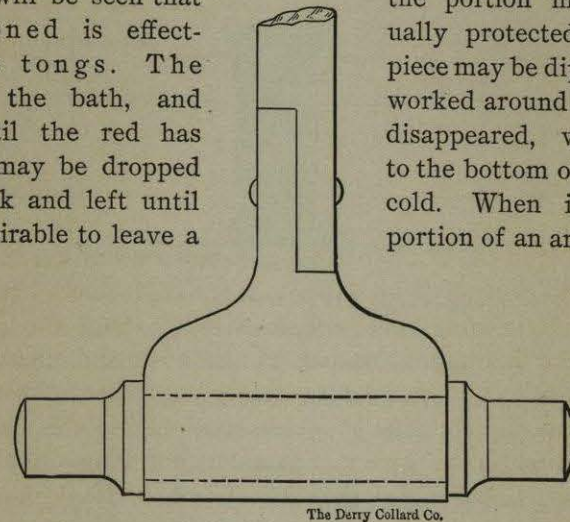 will be seen that
the portion m
oned is effect-
ually protected
tongs. The
piece may be dip
the bath, and
worked around
il the red has
disappeared, w
may be dropped
to the bottom o
k and left until
cold. When i
irable to leave a
portion of an ar
The Derry Collard Co.